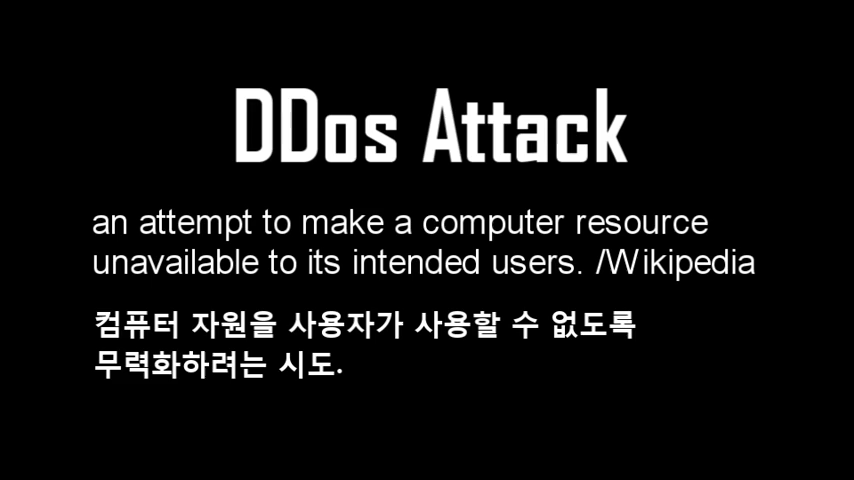 DDos Attack
an attempt to make a computer resource
unavailable to its intended users. /Wikipedia
컴퓨터 자원을 사용자가 사용할 수 없도록
무력화하려는 시도.